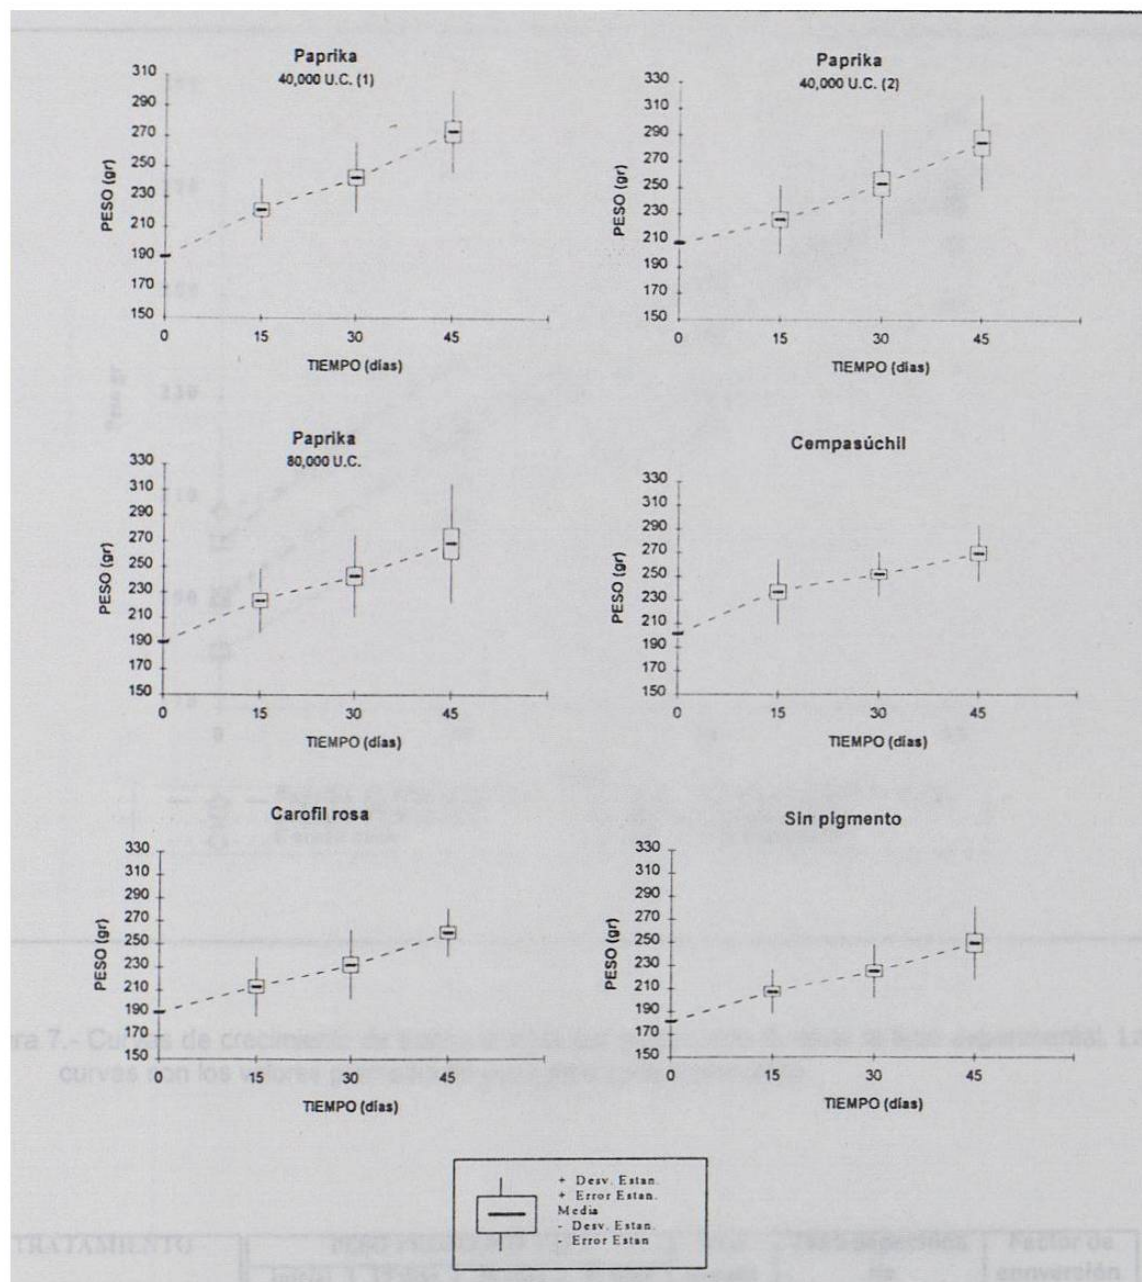 Paprika
40,000 U.C. (1)
310
290
270
250
230
210
190
170
150
PESO (gr)
0 15 30 45
TIEMPO (días)
Paprika
40,000 U.C. (2)
330
310
290
270
250
230
210
190
170
150
PESO (gr)
0 15 30 45
TIEMPO (días)
Paprika
80,000 U.C.
330
310
290
270
250
230
210
190
170
150
PESO (gr)
0 15 30 45
TIEMPO (días)
Cempasúchil
330
310
290
270
250
230
210
190
170
150
PESO (gr)
0 15 30 45
TIEMPO (días)
Carofil rosa
330
310
290
270
250
230
210
190
170
150
PESO (gr)
0 15 30 45
TIEMPO (días)
Sin pigmento
330
310
290
270
250
230
210
190
170
150
PESO (gr)
0 15 30 45
TIEMPO (días)
+ Desv. Estan.
+ Error Estan.
Media
- Desv. Estan.
- Error Estan
ra 7.- Curvas de crecimiento de
curvas son los valores
TRATAMIENTO
Factor de
conversión